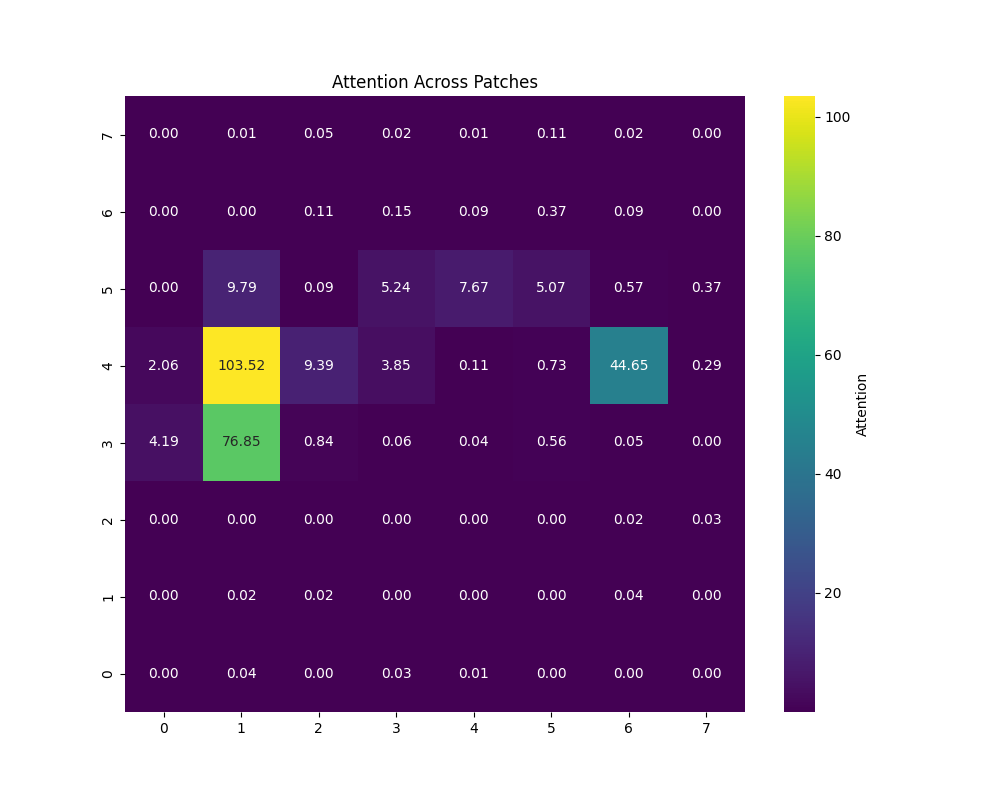 Attention Across Patches
7 0.00 0.01 0.05 0.02 0.01 0.11 0.02 0.00
6 0.00 0.00 0.11 0.15 0.09 0.37 0.09 0.00
5 0.00 9.79 0.09 5.24 7.67 5.07 0.57 0.37
4 2.06 103.52 9.39 3.85 0.11 0.73 44.65 0.29
3 4.19 76.85 0.84 0.06 0.04 0.56 0.05 0.00
2 0.00 0.00 0.00 0.00 0.00 0.00 0.02 0.03
1 0.00 0.02 0.02 0.00 0.00 0.00 0.04 0.00
0 0.00 0.04 0.00 0.03 0.01 0.00 0.00 0.00
0 1 2 3 4 5 6 7
100
80
60
40
20
Attention